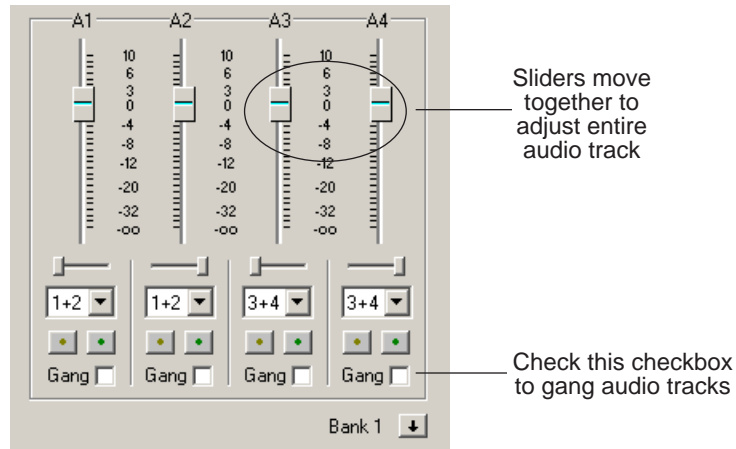 A1 A2 A3 A4
10 10 10
6 6 6
3 3 3
0 0 0
-4 -4 -4
-8 -8 -8
-12 -12 -12
-20 -20 -20
-32 -32 -32
-oo -oo -oo
Sliders move
together to
adjust entire
audio track
1+2 1+2 3+4 3+4
Gang Gang Gang Gang
Check this checkbox
to gang audio tracks
Bank 1